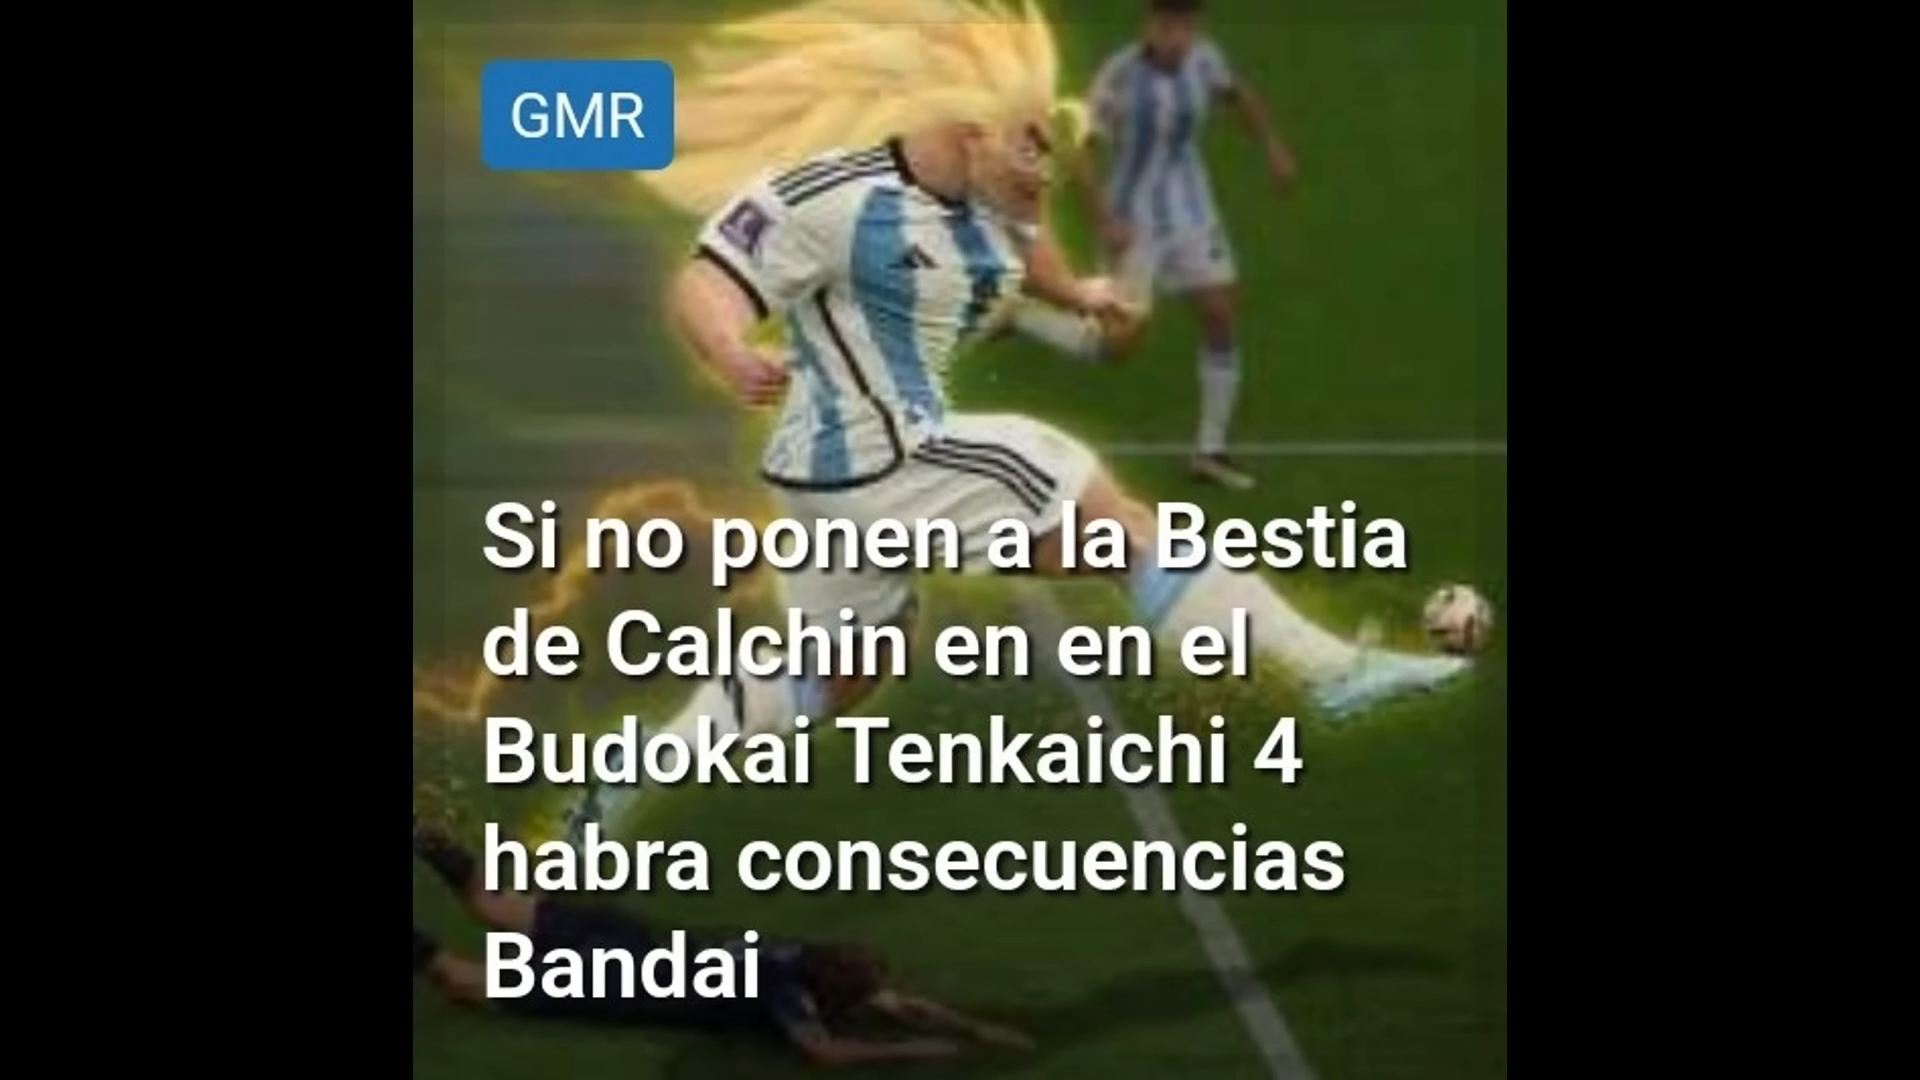 GMR
Si no ponen a la Bestia
de Calchin en en el
Budokai Tenkaichi 4
habra consecuencias
Bandai